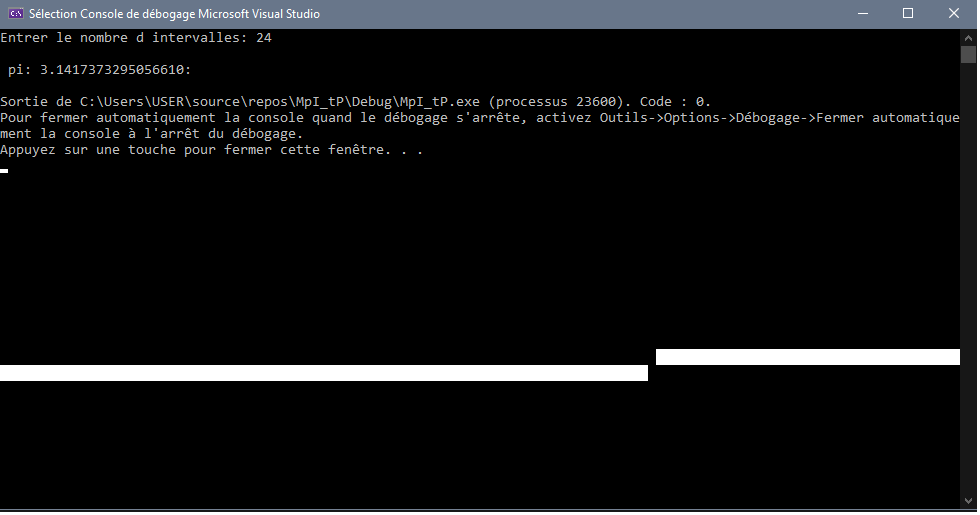 Sélection Console de débogage Microsoft Visual Studio
Entrer le nombre d intervalles: 24
pi: 3.1417373295056610:
Sortie de C:\Users\USER\source\repos\MpI_tP\Debug\MpI_tP.exe (processus 23600). Code : 0.
Pour fermer automatiquement la console quand le débogage s'arrête, activez Outils->Options->Débogage->Fermer automatique
ment la console à l'arrêt du débogage.
Appuyez sur une touche pour fermer cette fenêtre. . .